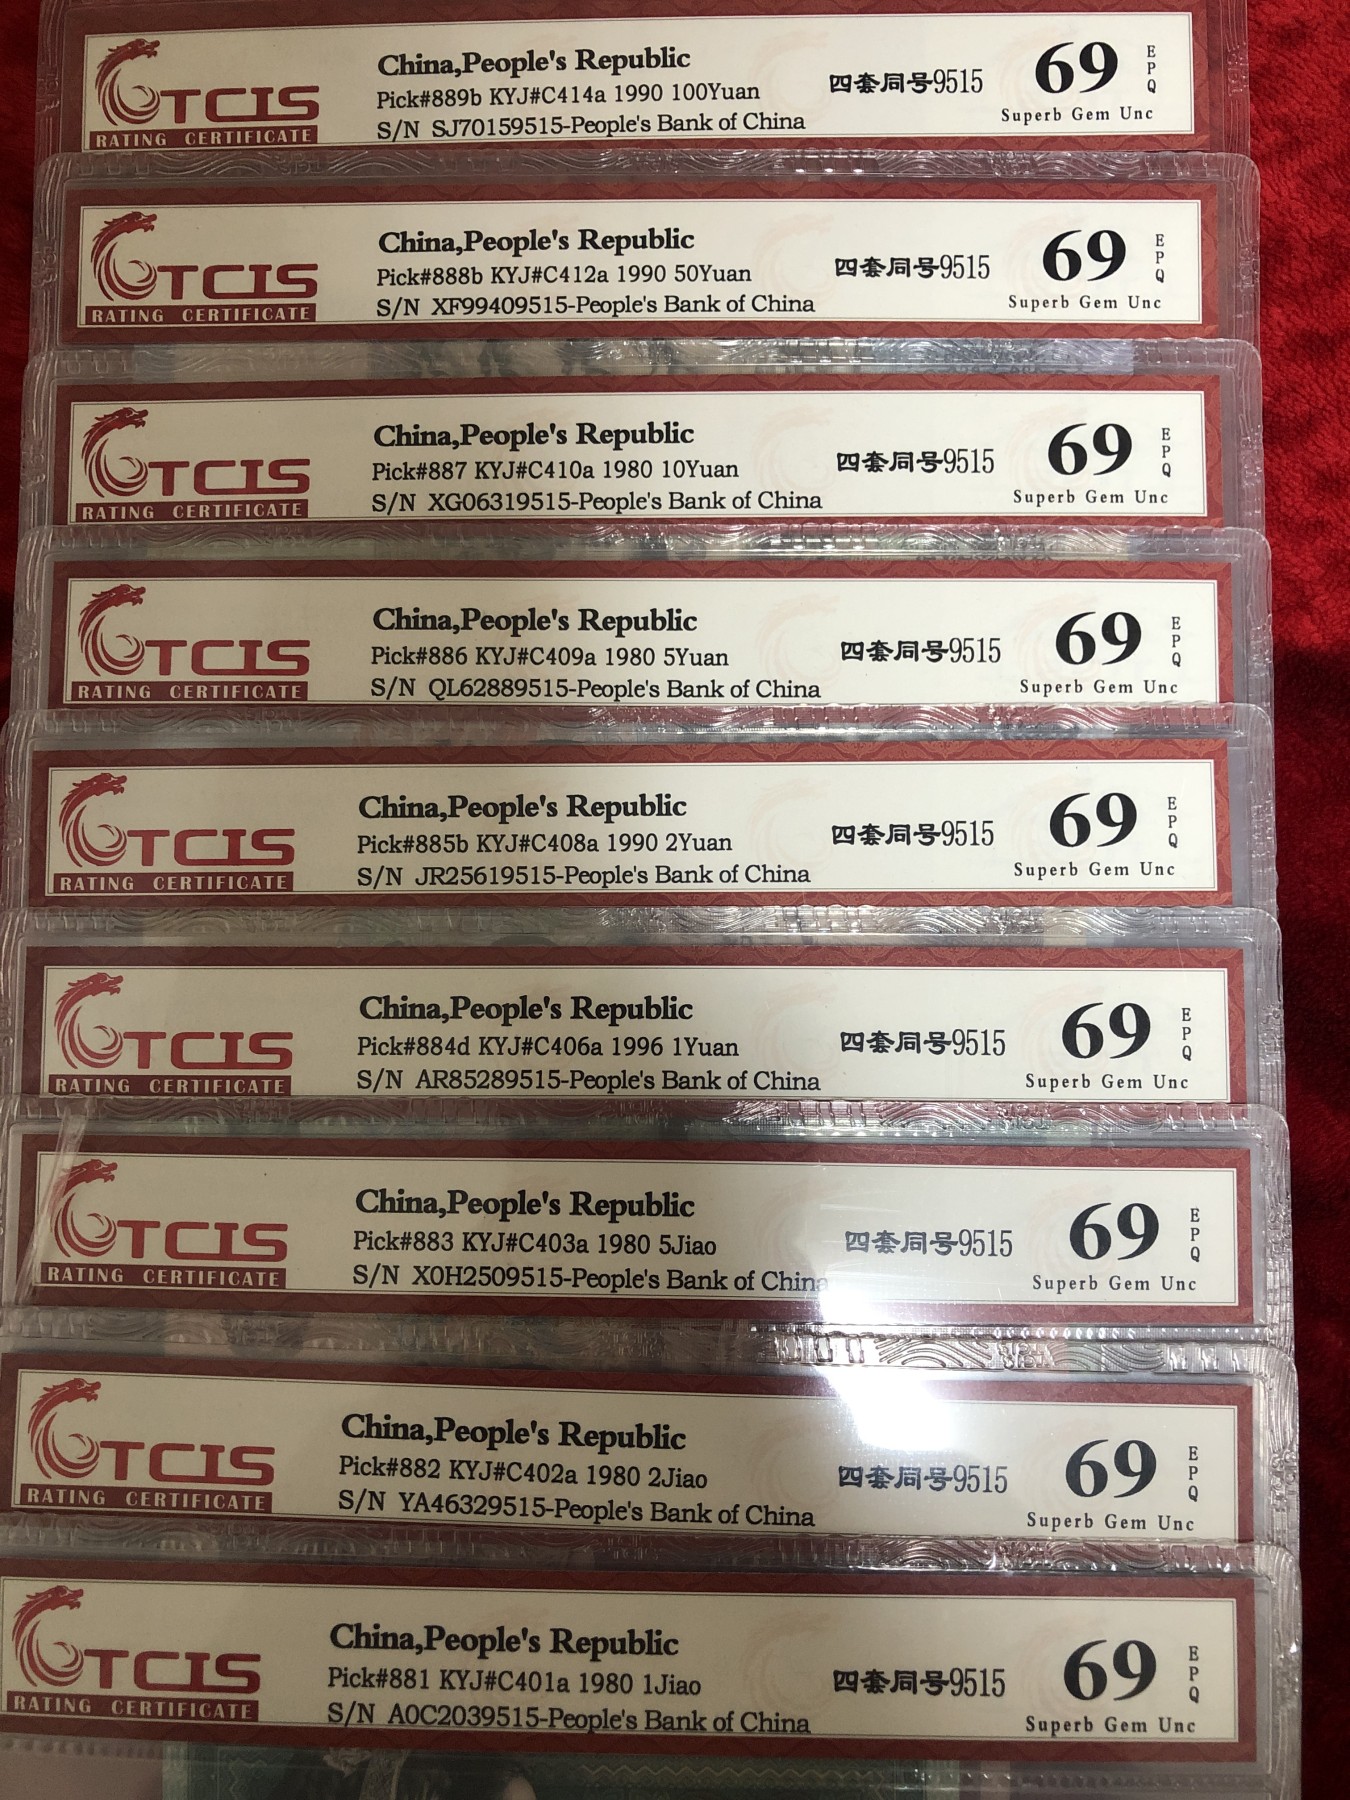 TCIS
RATING CERTIFICATE
China,People's Republic
Pick#889b KYJ#C414a 1990 100Yuan
S/N SJ70159515-People's Bank of China
四套同号9515
69
EPQ
Superb Gem Unc
TCIS
RATING CERTIFICATE
China,People's Republic
Pick#888b KYJ#C412a 1990 50Yuan
S/N XF99409515-People's Bank of China
四套同号9515
69
EPQ
Superb Gem Unc
TCIS
RATING CERTIFICATE
China,People's Republic
Pick#887 KYJ#C410a 1980 10Yuan
S/N XG06319515-People's Bank of China
四套同号9515
69
EPQ
Superb Gem Unc
TCIS
RATING CERTIFICATE
China,People's Republic
Pick#886 KYJ#C409a 1980 5Yuan
S/N QL62889515-People's Bank of China
四套同号9515
69
EPQ
Superb Gem Unc
TCIS
RATING CERTIFICATE
China,People's Republic
Pick#885b KYJ#C408a 1990 2Yuan
S/N JR25619515-People's Bank of China
四套同号9515
69
EPQ
Superb Gem Unc
TCIS
RATING CERTIFICATE
China,People's Republic
Pick#884d KYJ#C406a 1996 1Yuan
S/N AR85289515-People's Bank of China
四套同号9515
69
EPQ
Superb Gem Unc
TCIS
RATING CERTIFICATE
China,People's Republic
Pick#883 KYJ#C403a 1980 5Jiao
S/N X0H2509515-People's Bank of China
四套同号9515
69
EPQ
Superb Gem Unc
TCIS
RATING CERTIFICATE
China,People's Republic
Pick#882 KYJ#C402a 1980 2Jiao
S/N YA46329515-People's Bank of China
四套同号9515
69
EPQ
Superb Gem Unc
TCIS
RATING CERTIFICATE
China,People's Republic
Pick#881 KYJ#C401a 1980 1Jiao
S/N A0C2039515-People's Bank of China
四套同号9515
69
EPQ
Superb Gem Unc